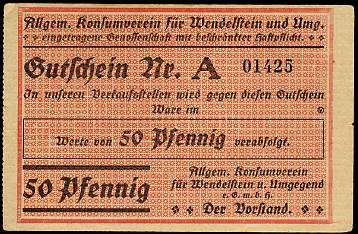 Allgem. Konsumverein für Wendelstein und Umg.
eingetragene Genossenschaft mit beschränkter Haftpflicht.
Gutschein Nr. A 01425
In unseren Verkaufsstellen wird gegen diesen Gutschein
Ware im
Werte von 50 Pfennig verabfolgt.
50 Pfennig
Allgem. Konsumverein
für Wendelstein u. Umgegend
e. G. m. b. H.
Der Vorstand.